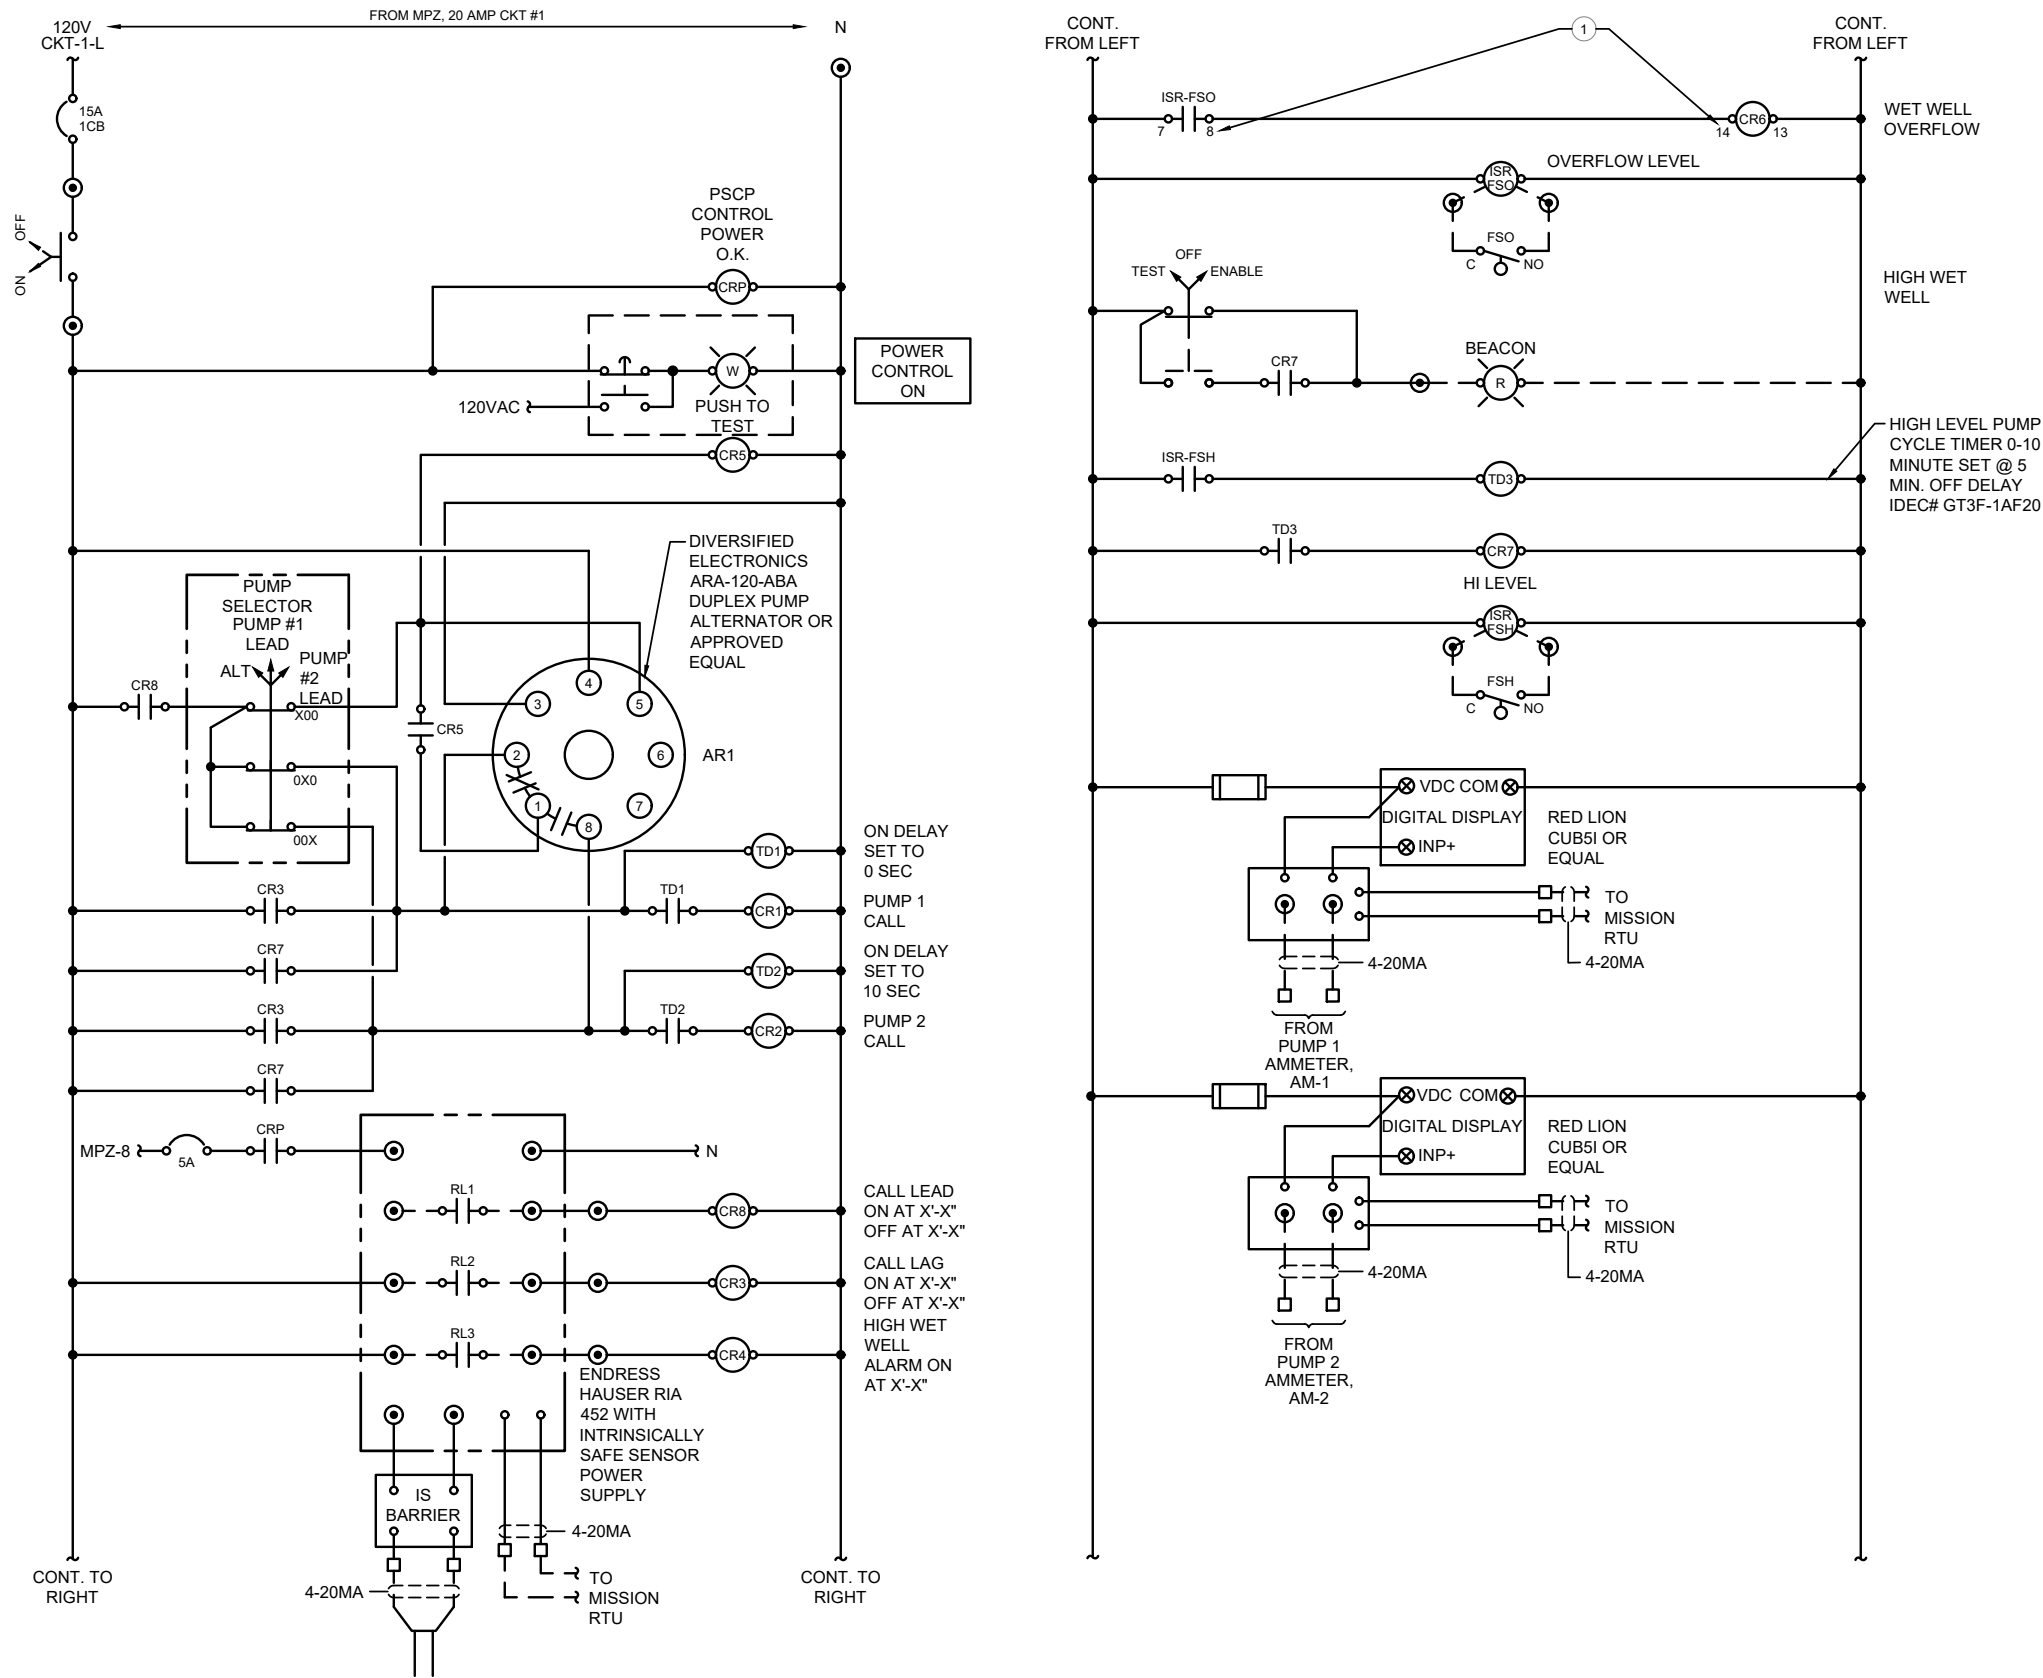 FROM MPZ, 20 AMP CKT #1
120V
CKT-1-L
N
15A
1CB
OFF
ON
PSCP
CONTROL
POWER
O.K.
CRP
W
PUSH TO
TEST
120VAC
POWER
CONTROL
ON
CR5
DIVERSIFIED
ELECTRONICS
ARA-120-ABA
DUPLEX PUMP
ALTERNATOR OR
APPROVED
EQUAL
PUMP
SELECTOR
PUMP #1
LEAD
ALT
PUMP
#2
LEAD
X00
0X0
00X
CR8
CR5
4
3
5
2
6
1
7
8
AR1
TD1
ON DELAY
SET TO
0 SEC
CR3
TD1
CR1
PUMP 1
CALL
CR7
TD2
ON DELAY
SET TO
10 SEC
CR3
TD2
CR2
PUMP 2
CALL
CR7
MPZ-8
5A
CRP
N
RL1
CR8
CALL LEAD
ON AT X'-X"
OFF AT X'-X"
RL2
CR3
CALL LAG
ON AT X'-X"
OFF AT X'-X"
RL3
CR4
HIGH WET
WELL
ALARM ON
AT X'-X"
ENDRESS
HAUSER RIA
452 WITH
INTRINSICALLY
SAFE SENSOR
POWER
SUPPLY
IS
BARRIER
4-20MA
4-20MA
TO
MISSION
RTU
CONT. TO
RIGHT
CONT. TO
RIGHT
CONT.
FROM LEFT
1
CONT.
FROM LEFT
ISR-FSO
7
8
14
CR6
13
WET WELL
OVERFLOW
OVERFLOW LEVEL
ISR
FSO
FSO
C
NO
OFF
TEST
ENABLE
HIGH WET
WELL
CR7
BEACON
R
ISR-FSH
TD3
HIGH LEVEL PUMP
CYCLE TIMER 0-10
MINUTE SET @ 5
MIN. OFF DELAY
IDEC# GT3F-1AF20
TD3
CR7
HI LEVEL
ISR
FSH
FSH
C
NO
VDC COM
DIGITAL DISPLAY
INP+
RED LION
CUB5I OR
EQUAL
TO
MISSION
RTU
4-20MA
4-20MA
FROM
PUMP 1
AMMETER,
AM-1
VDC COM
DIGITAL DISPLAY
INP+
RED LION
CUB5I OR
EQUAL
TO
MISSION
RTU
4-20MA
4-20MA
FROM
PUMP 2
AMMETER,
AM-2